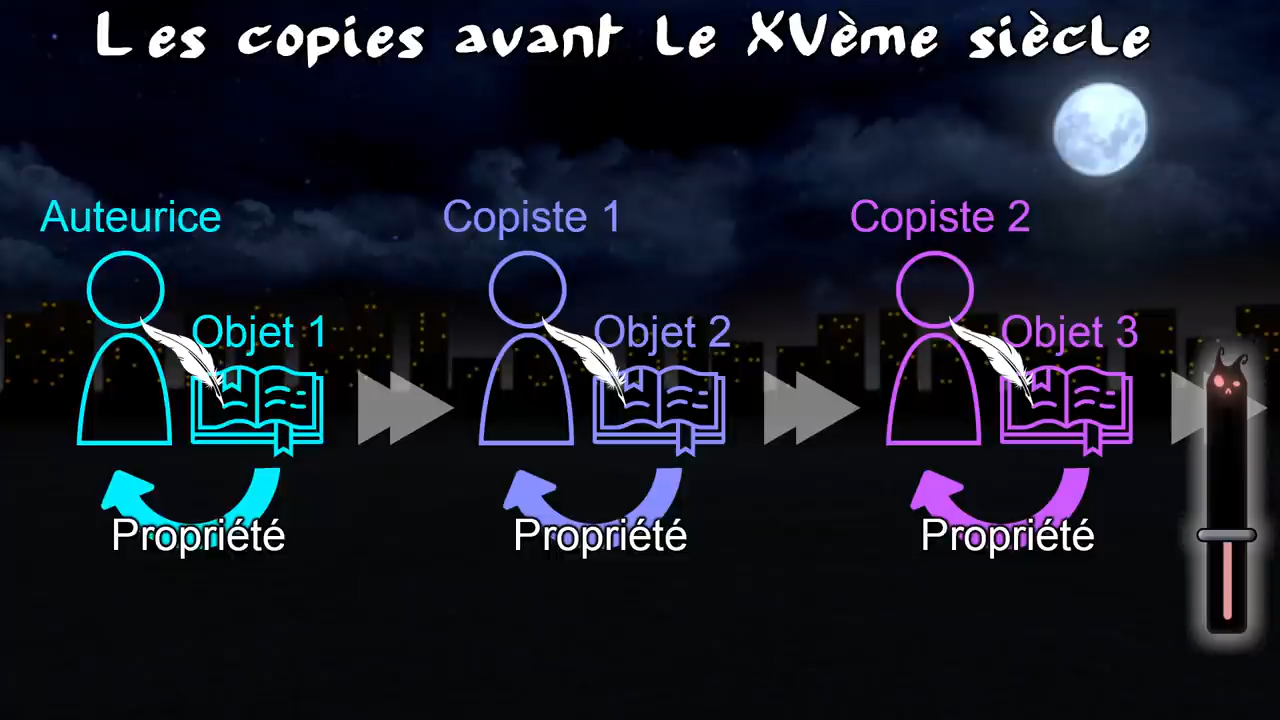 Les copies avant le XVème siècle
Auteurice
Copiste 1
Copiste 2
Objet 1
Objet 2
Objet 3
Propriété
Propriété
Propriété